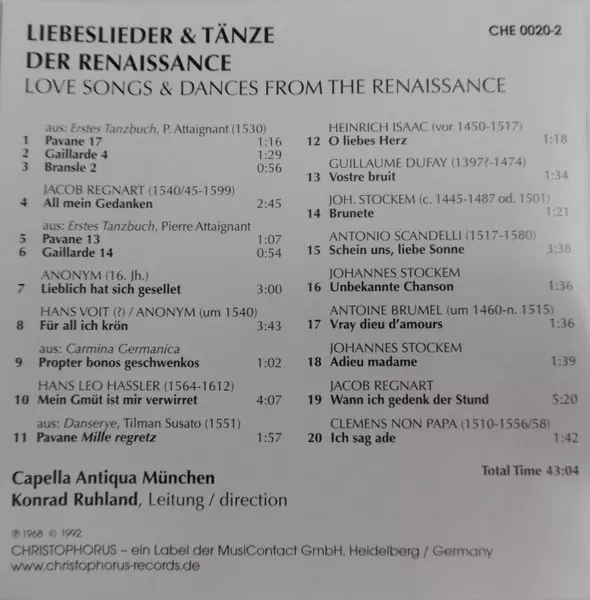 LIEBESLIEDER & TÄNZE
DER RENAISSANCE
LOVE SONGS & DANCES FROM THE RENAISSANCE
CHE 0020-2
aus: Erstes Tanzbuch, P. Attaignant (1530)
1 Pavane 17 1:16
2 Gaillarde 4 1:29
3 Bransle 2 0:56
JACOB REGNART (1540/45-1599)
4 All mein Gedanken 2:45
aus: Erstes Tanzbuch, Pierre Attaignant
5 Pavane 13 1:07
6 Gaillarde 14 0:54
ANONYM (16. Jh.)
7 Lieblich hat sich gesellet 3:00
HANS VOIT (?) / ANONYM (um 1540)
8 Für all ich krön 3:43
aus: Carmina Germanica
9 Propter bonos geschwenkos 1:02
HANS LEO HASSLER (1564-1612)
10 Mein Gmüt ist mir verwirret 4:07
aus: Danserye, Tilman Susato (1551)
11 Pavane Mille regretz 1:57
HEINRICH ISAAC (vor 1450-1517)
12 O liebes Herz 1:18
GUILLAUME DUFAY (1397?-1474)
13 Vostre bruit 1:34
JOH. STOCKEM (c. 1445-1487 od. 1501)
14 Brunete 1:21
ANTONIO SCANDELLI (1517-1580)
15 Schein uns, liebe Sonne 3:38
JOHANNES STOCKEM
16 Unbekannte Chanson 1:36
ANTOINE BRUMEL (um 1460-n. 1515)
17 Vray dieu d'amours 1:36
JOHANNES STOCKEM
18 Adieu madame 1:39
JACOB REGNART
19 Wann ich gedenk der Stund 5:20
CLEMENS NON PAPA (1510-1556/58)
20 Ich sag ade 1:42
Total Time 43:04
Capella Antiqua München
Konrad Ruhland, Leitung / direction
℗ 1968 © 1992
CHRISTOPHORUS – ein Label der MusiContact GmbH. Heidelberg / Germany
www.christophorus-records.de